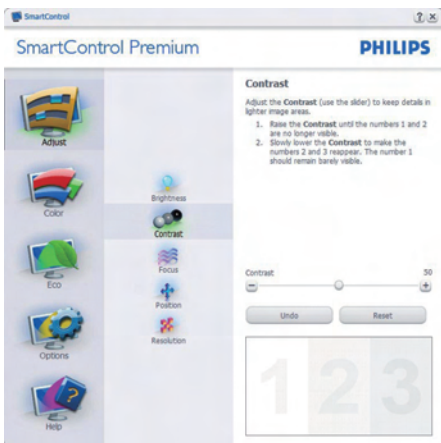 SmartControl
? ×
SmartControl Premium
PHILIPS
Adjust
Color
Eco
Options
Help
Brightness
Contrast
Focus
Position
Resolution
Contrast
Adjust the Contrast (use the slider) to keep details in
lighter image areas.
1. Raise the Contrast until the numbers 1 and 2
are no longer visible.
2. Slowly lower the Contrast to make the
numbers 2 and 3 reappear. The number 1
should remain barely visible.
Contrast 50
Undo Reset
1 2 3